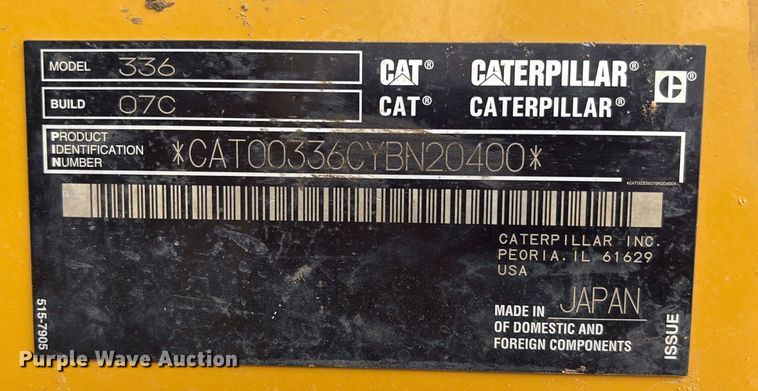 MODEL 336
BUILD 07C
CAT® CATERPILLAR®
CAT® CATERPILLAR®
PRODUCT
IDENTIFICATION
NUMBER
*CAT00336CYBN20400*
*CAT00336CYBN20400*
CATERPILLAR INC.
PEORIA, IL 61629
USA
MADE IN JAPAN
OF DOMESTIC AND
FOREIGN COMPONENTS
ISSUE
515-7905
Purple Wave Auction